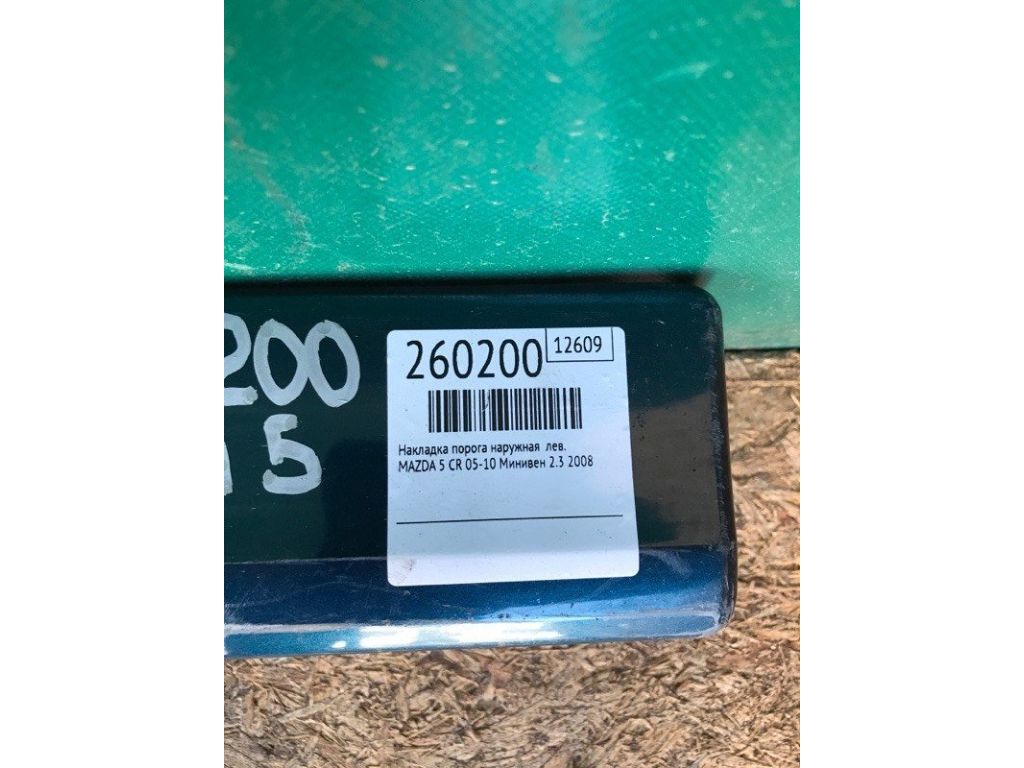 260200
12609
Накладка порога наружная лев.
MAZDA 5 CR 05-10 Минивен 2.3 2008
200
5